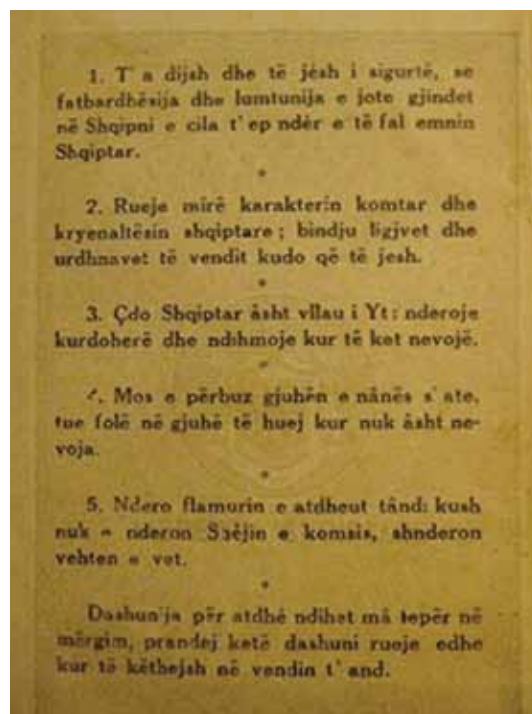 1. T' a dijsh dhe të jésh i sigurtë, se
fatbardhësija dhe lumtunija e jote gjindet
në Shqipni e cila t' ep ndër e të fal emnin
Shqiptar.
2. Rueje mirë karakterin komtar dhe
kryenaltësin shqiptare; bindju ligjvet dhe
urdhnavet të vendit kudo që të jesh.
3. Çdo Shqiptar âsht vllau i Yt: nderoje
kurdoherë dhe ndihmoje kur të ket nevojë.
4. Mos e përbuz gjuhën e nânës s' ate,
tue folë në gjuhë të huej kur nuk âsht ne-
voja.
5. Ndero flamurin e atdheut tând: kush
nuk e nderon e komsis, shnderon
vehten e vet.
Dashunija për atdhê ndihet mâ tepër në
mërgim, prandej ketë dashuni rueje edhe
kur të këthejsh në vendin t' and.